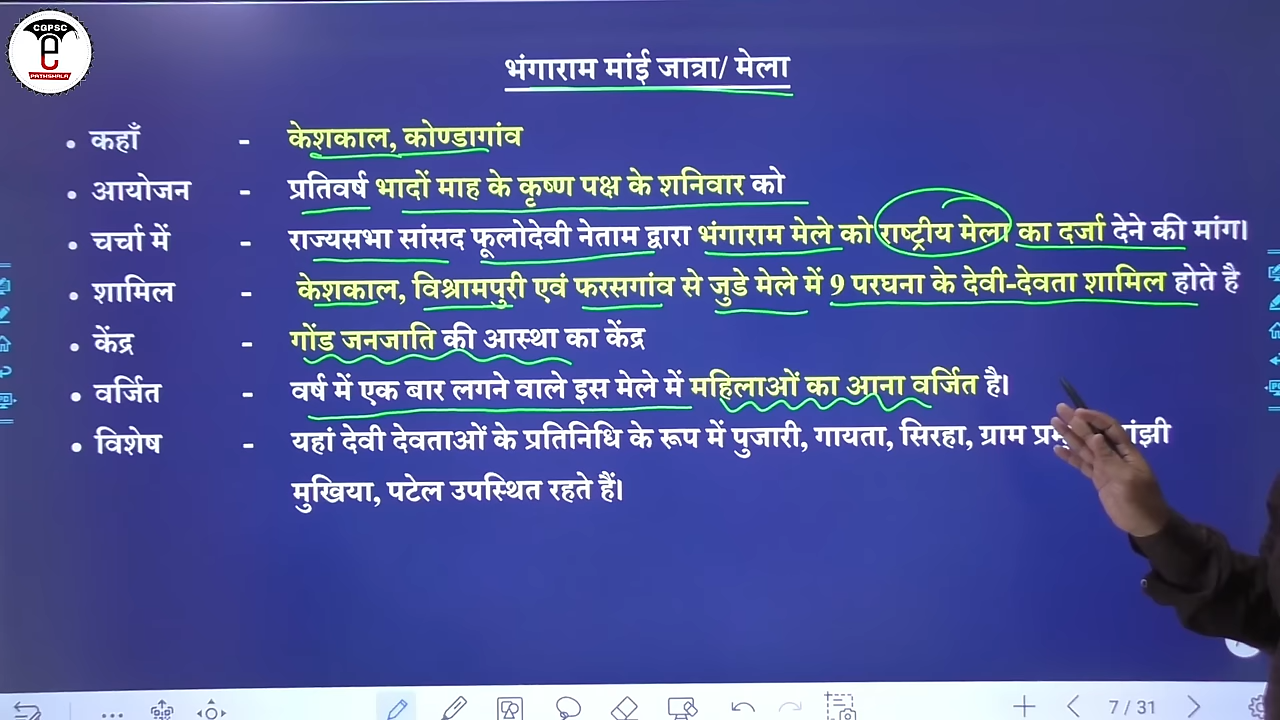 CGPSC
e
PATHSHALA
भंगाराम मांई जात्रा/ मेला
• कहाँ - केशकाल, कोण्डागांव
• आयोजन - प्रतिवर्ष भादों माह के कृष्ण पक्ष के शनिवार को
• चर्चा में - राज्यसभा सांसद फूलोदेवी नेताम द्वारा भंगाराम मेले को राष्ट्रीय मेला का दर्जा देने की मांग।
• शामिल - केशकाल, विश्रामपुरी एवं फरसगांव से जुडे मेले में 9 परघना के देवी-देवता शामिल होते है
• केंद्र - गोंड जनजाति की आस्था का केंद्र
• वर्जित - वर्ष में एक बार लगने वाले इस मेले में महिलाओं का आना वर्जित है।
• विशेष - यहां देवी देवताओं के प्रतिनिधि के रूप में पुजारी, गायता, सिरहा, ग्राम
मुखिया, पटेल उपस्थित रहते हैं।
7 / 31